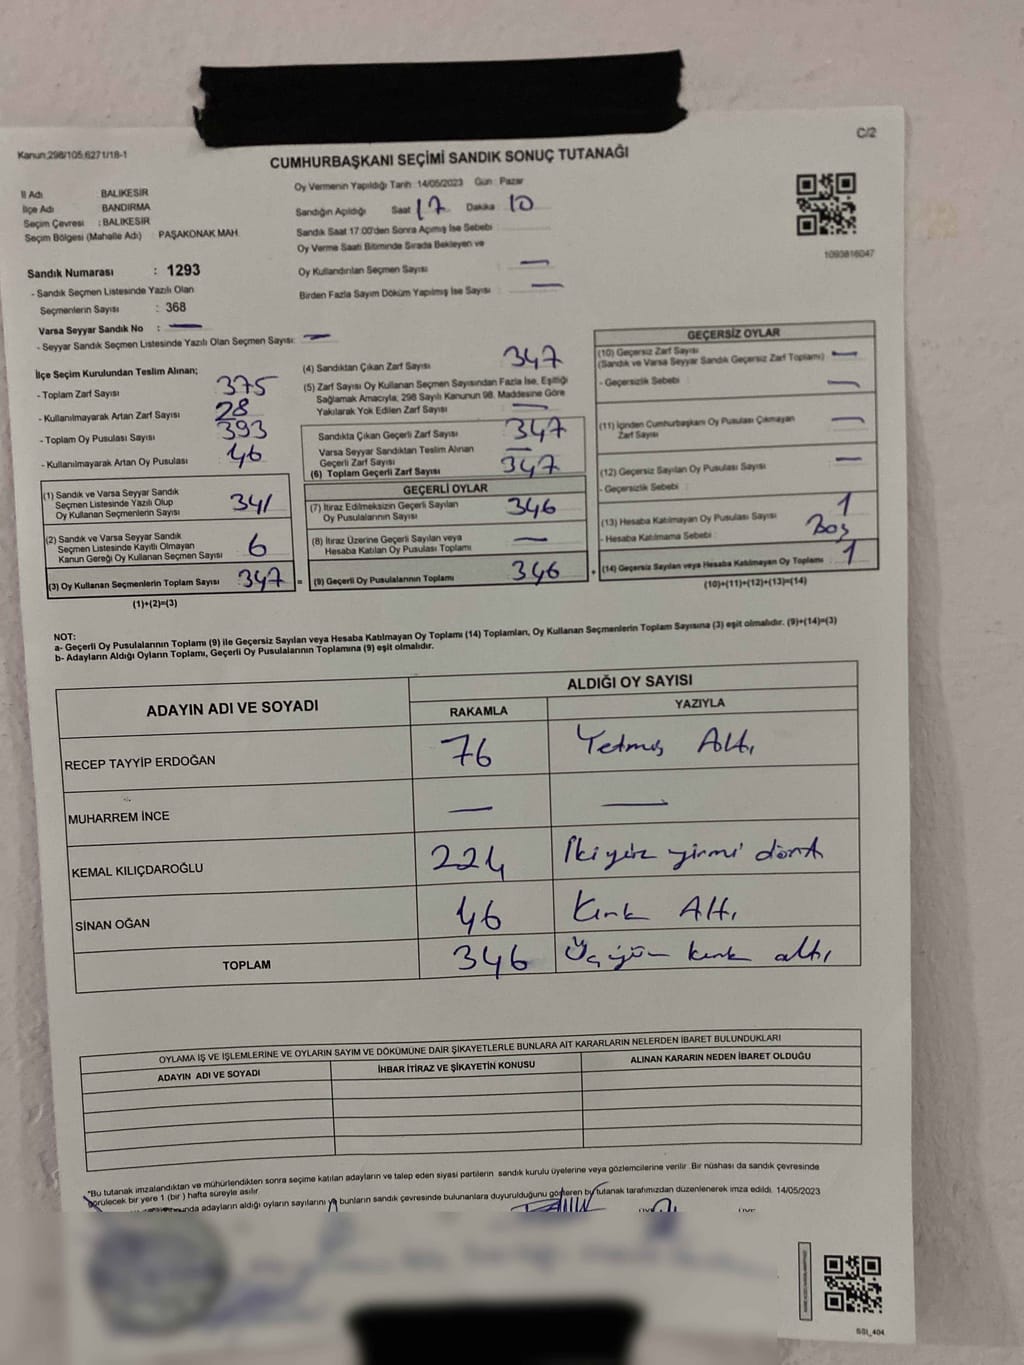 C/2
Kanun;298/105;6271/18-1
CUMHURBAŞKANI SEÇİMİ SANDIK SONUÇ TUTANAĞI
İl Adı BALIKESİR
İlçe Adı BANDIRMA
Seçim Çevresi : BALIKESİR
Seçim Bölgesi (Mahalle Adı) PAŞAKONAK MAH.
Oy Vermenin Yapıldığı Tarih :14/05/2023 Gün : Pazar
Sandığın Açıldığı Saat 17 Dakika 10
Sandık Saat 17:00'den Sonra Açımış İse Sebebi
Oy Verme Saati Bitiminde Sırada Bekleyen ve
Oy Kullandırılan Seçmen Sayısı —
Birden Fazla Sayım Döküm Yapılmış İse Sayısı —
1093816047
Sandık Numarası : 1293
- Sandık Seçmen Listesinde Yazılı Olan
Seçmenlerin Sayısı : 368
Varsa Seyyar Sandık No : —
- Seyyar Sandık Seçmen Listesinde Yazılı Olan Seçmen Sayısı: —
İlçe Seçim Kurulundan Teslim Alınan;
- Toplam Zarf Sayısı 375
- Kullanılmayarak Artan Zarf Sayısı 28
- Toplam Oy Pusulası Sayısı 393
- Kullanılmayarak Artan Oy Pusulası 46
(1) Sandık ve Varsa Seyyar Sandık
Seçmen Listesinde Yazılı Olup
Oy Kullanan Seçmenlerin Sayısı 341
(2) Sandık ve Varsa Seyyar Sandık
Seçmen Listesinde Kayıtlı Olmayan
Kanun Gereği Oy Kullanan Seçmen Sayısı 6
(3) Oy Kullanan Seçmenlerin Toplam Sayısı 347 =
(1)+(2)=(3)
(4) Sandıktan Çıkan Zarf Sayısı 347
(5) Zarf Sayısı Oy Kullanan Seçmen Sayısından Fazla İse, Eşitliği
Sağlamak Amacıyla, 298 Sayılı Kanunun 98. Maddesine Göre
Yakılarak Yok Edilen Zarf Sayısı —
Sandıkta Çıkan Geçerli Zarf Sayısı 347
Varsa Seyyar Sandıktan Teslim Alınan
Geçerli Zarf Sayısı —
(6) Toplam Geçerli Zarf Sayısı 347
GEÇERLİ OYLAR
(7) İtiraz Edilmeksizin Geçerli Sayılan
Oy Pusulalarının Sayısı 346
(8) İtiraz Üzerine Geçerli Sayılan veya
Hesaba Katılan Oy Pusulası Toplamı —
(9) Geçerli Oy Pusulalarının Toplamı 346 +
GEÇERSİZ OYLAR
(10) Geçersiz Zarf Sayısı
(Sandık ve Varsa Seyyar Sandık Geçersiz Zarf Toplamı) —
- Geçersizlik Sebebi : —
(11) İçinden Cumhurbaşkanı Oy Pusulası Çıkmayan
Zarf Sayısı —
(12) Geçersiz Sayılan Oy Pusulası Sayısı —
- Geçersizlik Sebebi :
(13) Hesaba Katılmayan Oy Pusulası Sayısı 1
- Hesaba Katılmama Sebebi : Boş
(14) Geçersiz Sayılan veya Hesaba Katılmayan Oy Toplamı 1
(10)+(11)+(12)+(13)=(14)
NOT:
a- Geçerli Oy Pusulalarının Toplamı (9) ile Geçersiz Sayılan veya Hesaba Katılmayan Oy Toplamı (14) Toplamları, Oy Kullanan Seçmenlerin Toplam Sayısına (3) eşit olmalıdır. (9)+(14)=(3)
b- Adayların Aldığı Oyların Toplamı, Geçerli Oy Pusulalarının Toplamına (9) eşit olmalıdır.
ADAYIN ADI VE SOYADI ALDIĞI OY SAYISI
RAKAMLA YAZIYLA
RECEP TAYYİP ERDOĞAN 76 Yetmiş Altı
MUHARREM İNCE — —
KEMAL KILIÇDAROĞLU 224 İkiyüz yirmi dört
SİNAN OĞAN 46 Kırk Altı
TOPLAM 346 Üçyüz kırk altı
OYLAMA İŞ VE İŞLEMLERİNE VE OYLARIN SAYIM VE DÖKÜMÜNE DAİR ŞİKAYETLERLE BUNLARA AİT KARARLARIN NELERDEN İBARET BULUNDUKLARI
ADAYIN ADI VE SOYADI İHBAR İTİRAZ VE ŞİKAYETİN KONUSU ALINAN KARARIN NEDEN İBARET OLDUĞU
*Bu tutanak imzalandıktan ve mühürlendikten sonra seçime katılan adayların ve talep eden siyasi partilerin sandık kurulu üyelerine veya gözlemcilerine verilir. Bir nüshası da sandık çevresinde
görülecek bir yere 1 (bir) hafta süreyle asılır.
adayların aldığı oyların sayılarını bunların sandık çevresinde bulunanlara duyurulduğunu gösteren bu tutanak tarafımızdan düzenlenerek imza edildi. 14/05/2023
SSI_404